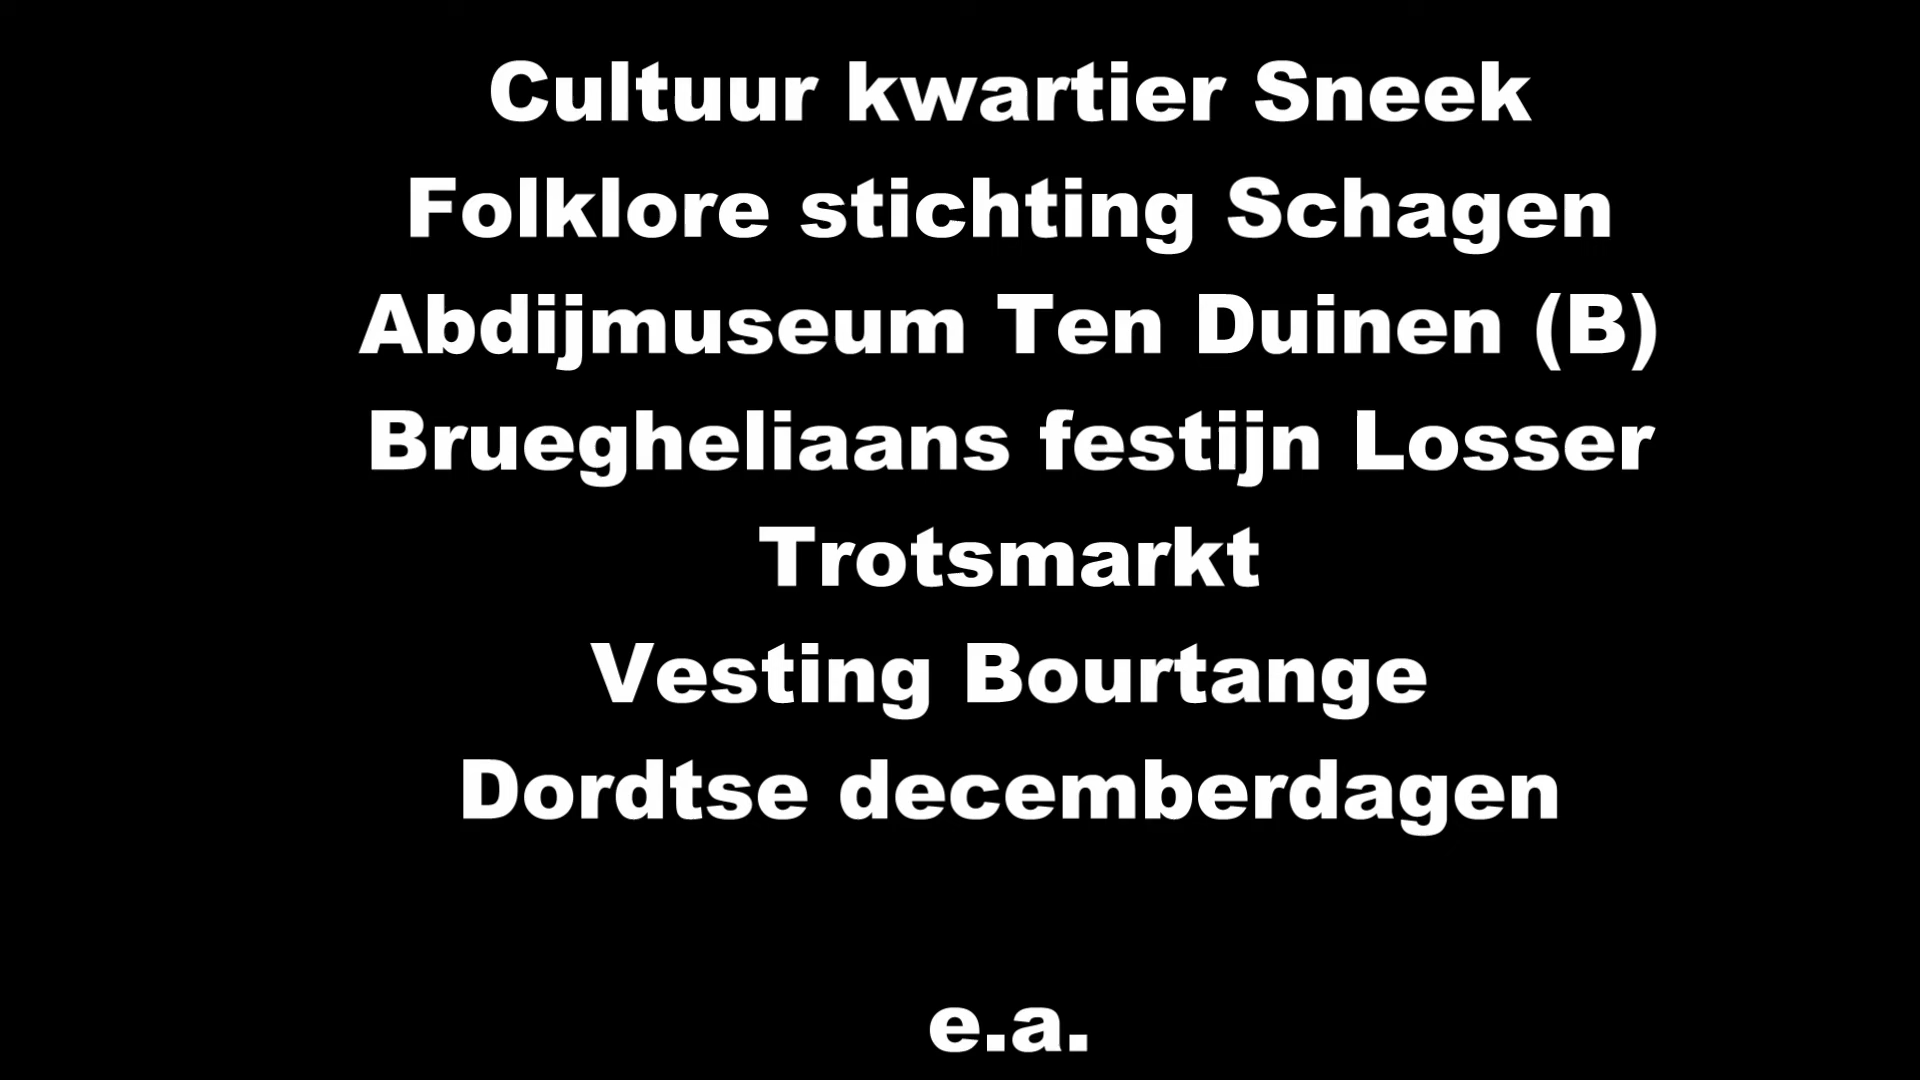 Cultuur kwartier Sneek
Folklore stichting Schagen
Abdijmuseum Ten Duinen (B)
Bruegheliaans festijn Losser
Trotsmarkt
Vesting Bourtange
Dordtse decemberdagen
e.a.